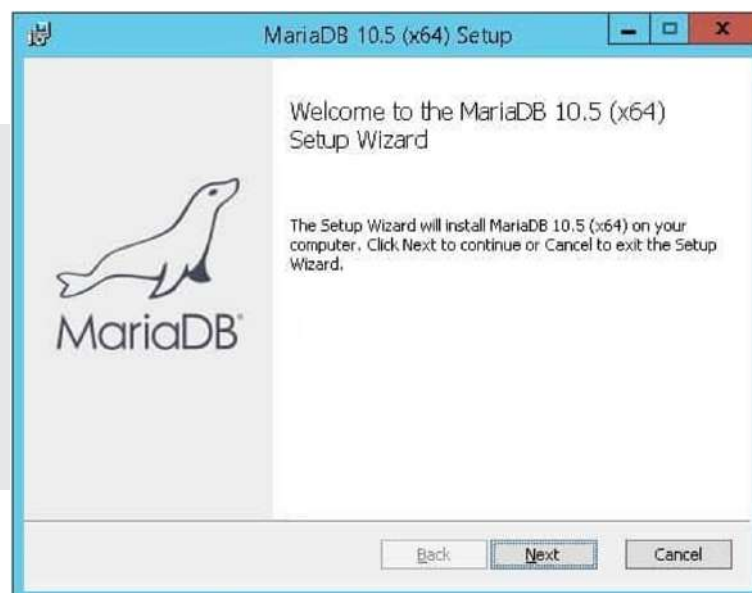 MariaDB 10.5 (x64) Setup
X
Welcome to the MariaDB 10.5 (x64)
Setup Wizard
The Setup Wizard will install MariaDB 10.5 (x64) on your
computer. Click Next to continue or Cancel to exit the Setup
Wizard.
MariaDB®
Back Next Cancel